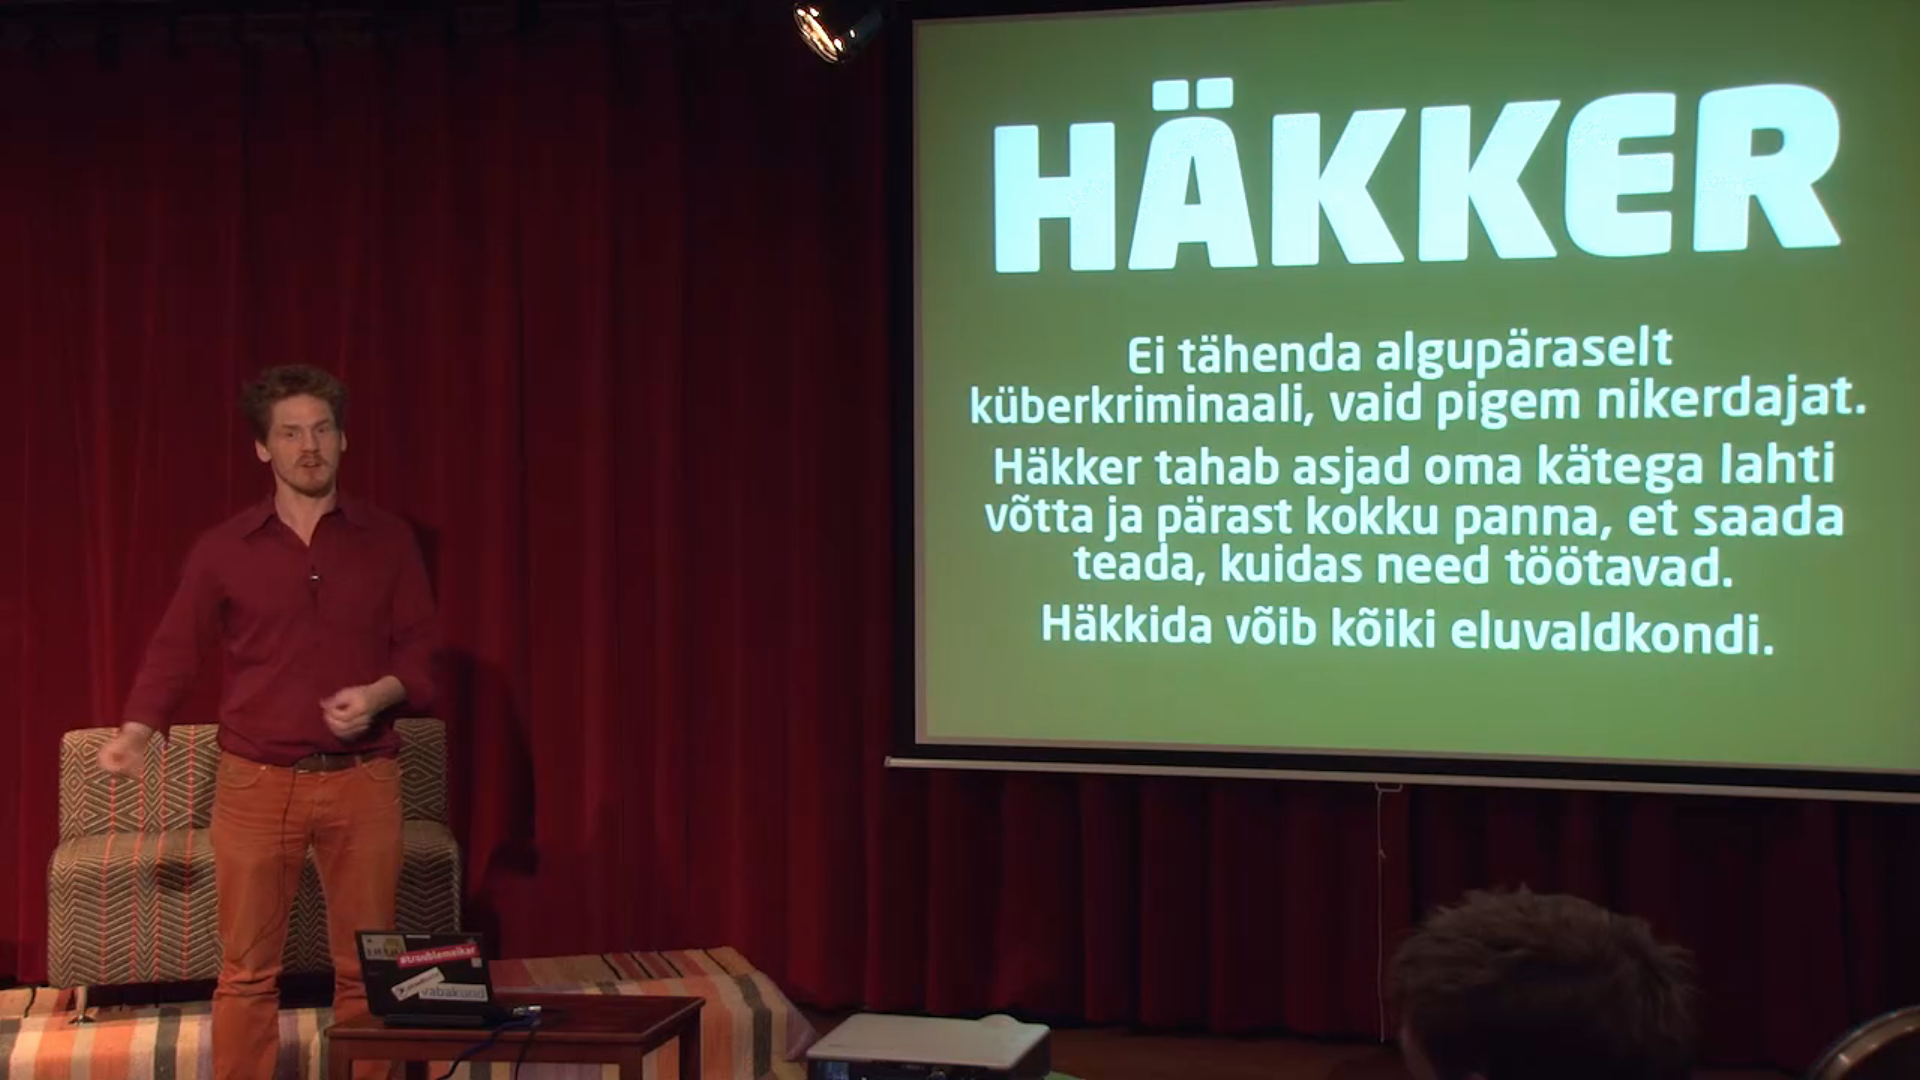 HÄKKER
Ei tähenda algupäraselt
küberkriminaali, vaid pigem nikerdajat.
Häkker tahab asjad oma kätega lahti
võtta ja pärast kokku panna, et saada
teada, kuidas need töötavad.
Häkkida võib kõiki eluvaldkondi.
#troublemaikar
vabakond